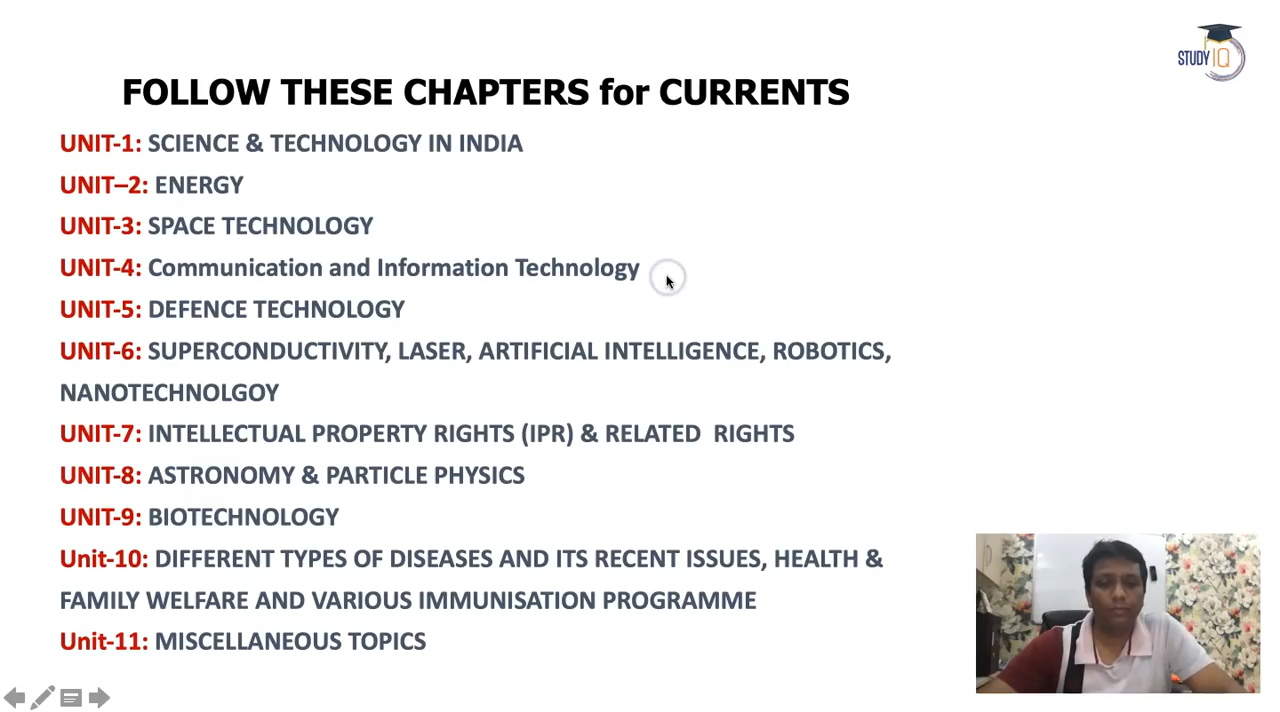 STUDY IQ
FOLLOW THESE CHAPTERS for CURRENTS
UNIT-1: SCIENCE & TECHNOLOGY IN INDIA
UNIT–2: ENERGY
UNIT-3: SPACE TECHNOLOGY
UNIT-4: Communication and Information Technology
UNIT-5: DEFENCE TECHNOLOGY
UNIT-6: SUPERCONDUCTIVITY, LASER, ARTIFICIAL INTELLIGENCE, ROBOTICS,
NANOTECHNOLGOY
UNIT-7: INTELLECTUAL PROPERTY RIGHTS (IPR) & RELATED RIGHTS
UNIT-8: ASTRONOMY & PARTICLE PHYSICS
UNIT-9: BIOTECHNOLOGY
Unit-10: DIFFERENT TYPES OF DISEASES AND ITS RECENT ISSUES, HEALTH &
FAMILY WELFARE AND VARIOUS IMMUNISATION PROGRAMME
Unit-11: MISCELLANEOUS TOPICS